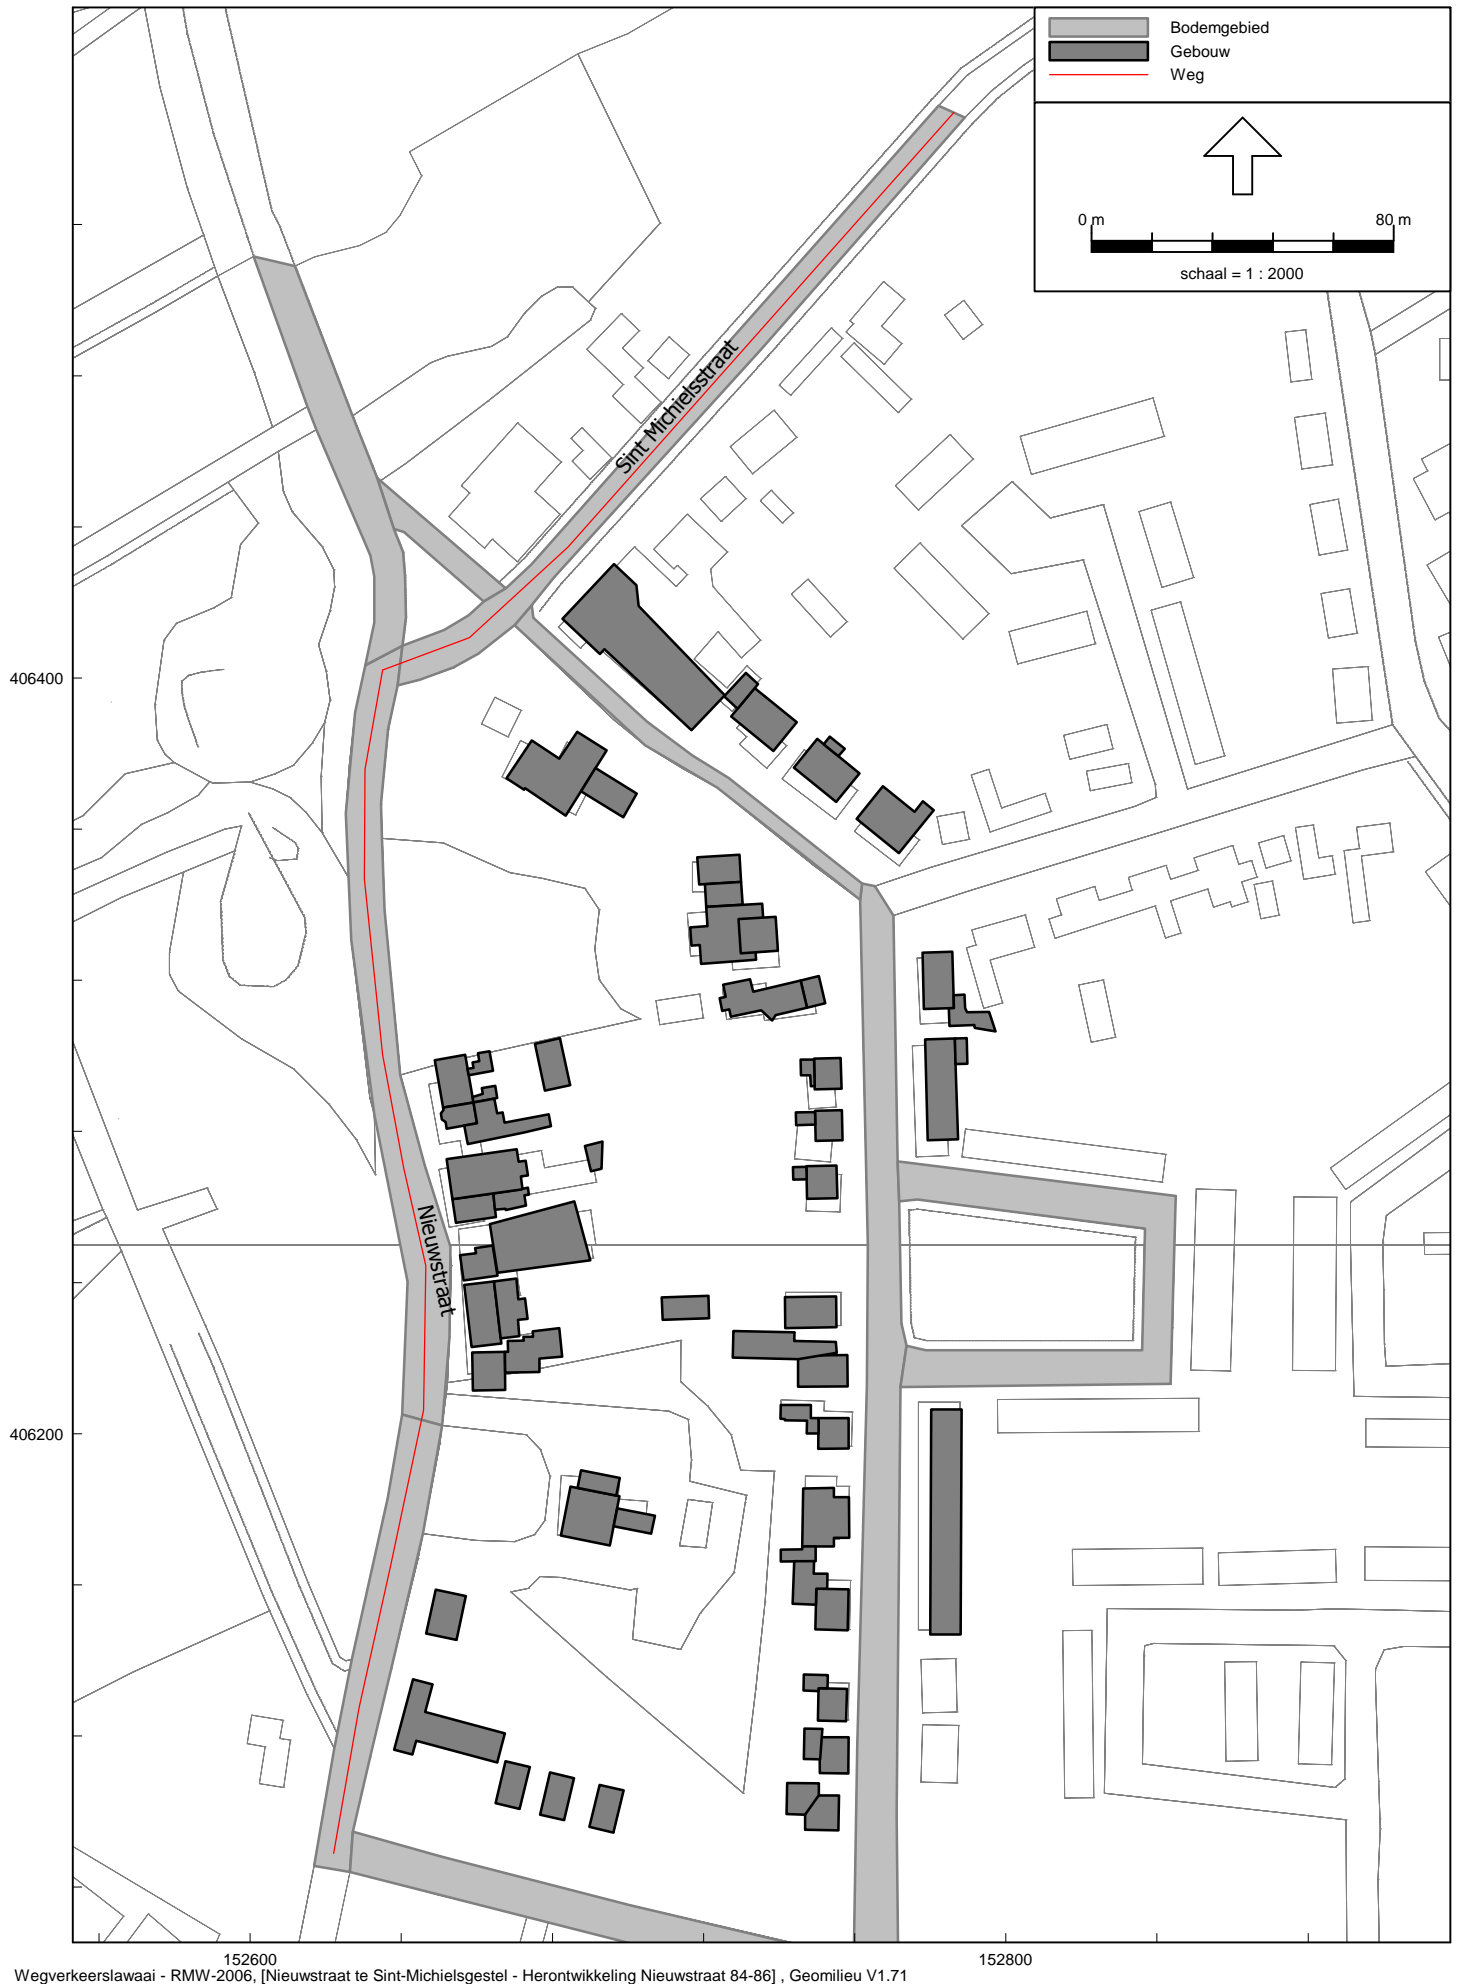 Bodemgebied
Gebouw
Weg
0 m 80 m
schaal = 1 : 2000
Sint Michielsstraat
406400
Nieuwstraat
406200
152600 152800
Wegverkeerslawaai - RMW-2006, [Nieuwstraat te Sint-Michielsgestel - Herontwikkeling Nieuwstraat 84-86] , Geomilieu V1.71